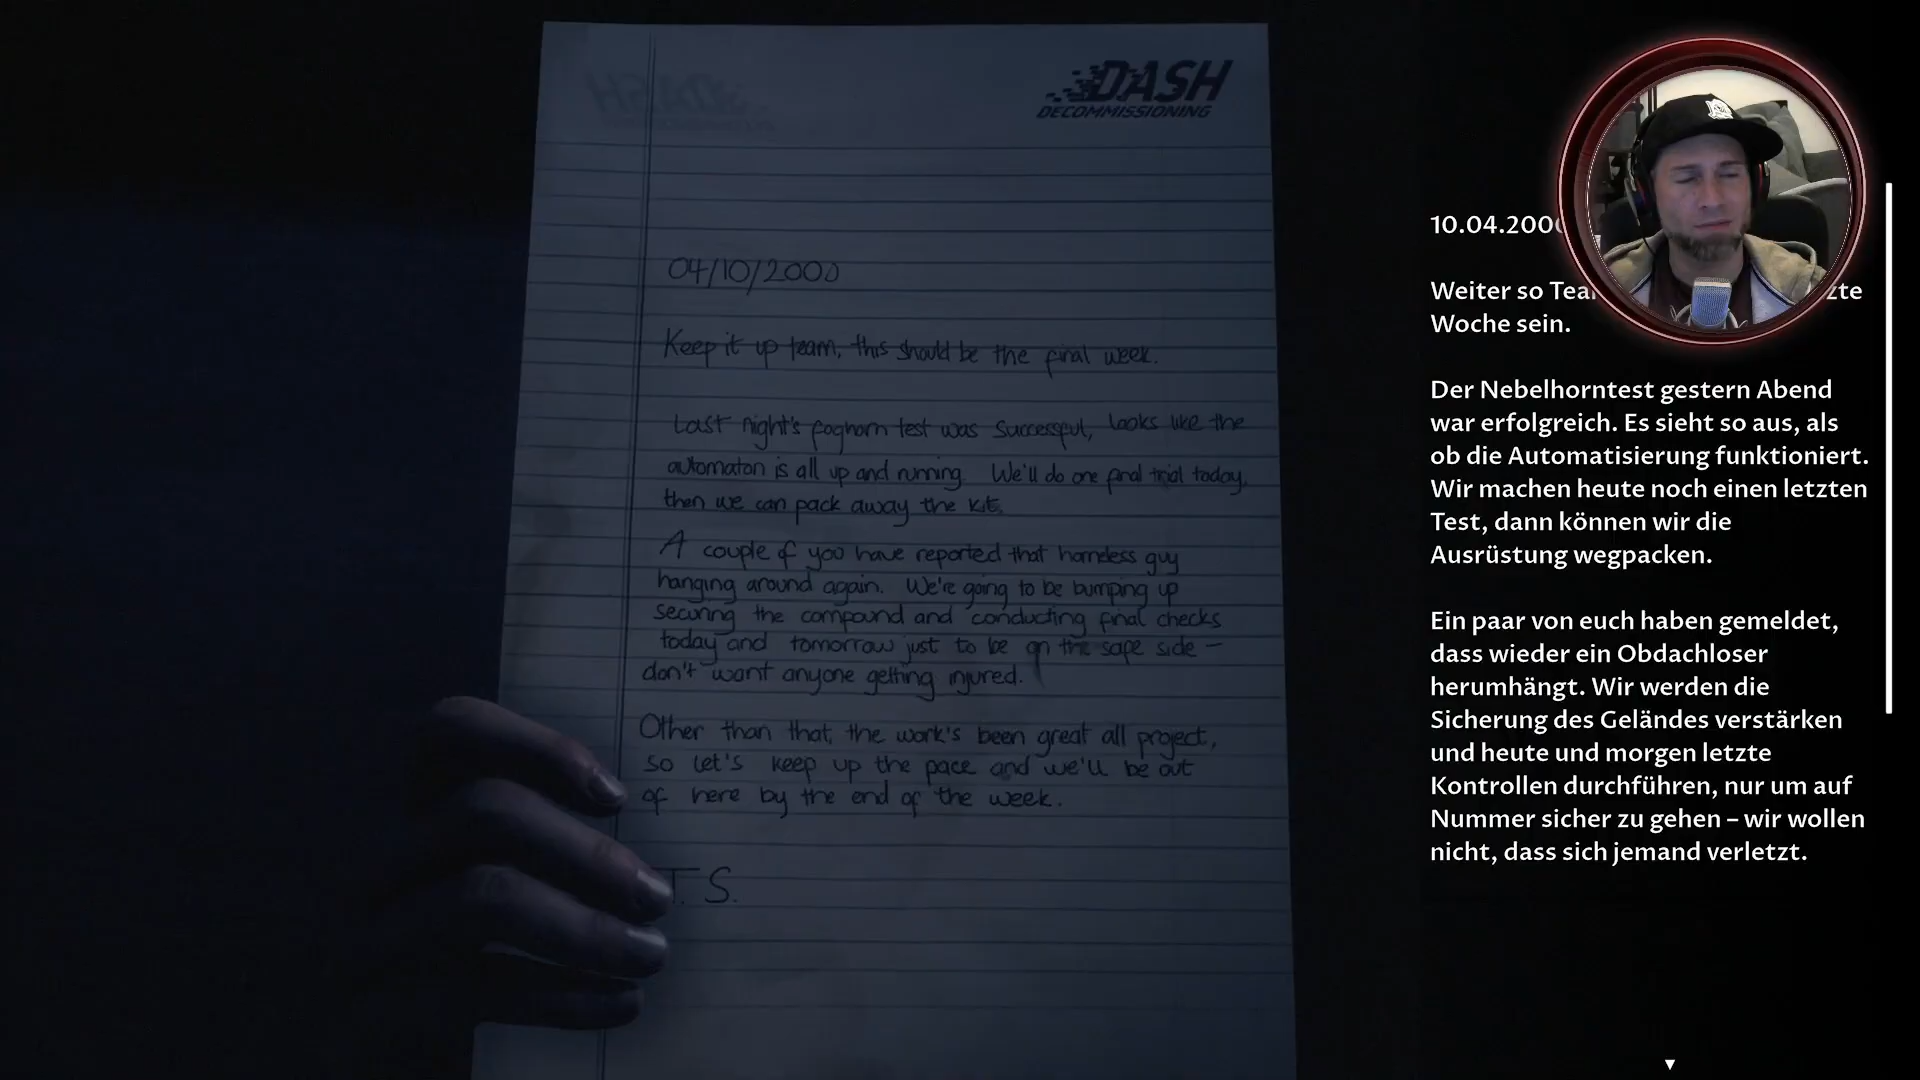 DASH
DECOMMISSIONING
04/10/2000
Keep it up team, this should be the final week.
Last night's foghorn test was successful, looks like the
automaton is all up and running. We'll do one final trial today,
then we can pack away the kit.
A couple of you have reported that homeless guy
hanging around again. We're going to be bumping up
securing the compound and conducting final checks
today and tomorrow just to be on the safe side -
don't want anyone getting injured.
Other than that, the work's been great all project,
so let's keep up the pace and we'll be out
of here by the end of the week.
T.S.
10.04.200
Weiter so
Woche sein.
Der Nebelhorntest gestern Abend
war erfolgreich. Es sieht so aus, als
ob die Automatisierung funktioniert.
Wir machen heute noch einen letzten
Test, dann können wir die
Ausrüstung wegpacken.
Ein paar von euch haben gemeldet,
dass wieder ein Obdachloser
herumhängt. Wir werden die
Sicherung des Geländes verstärken
und heute und morgen letzte
Kontrollen durchführen, nur um auf
Nummer sicher zu gehen – wir wollen
nicht, dass sich jemand verletzt.